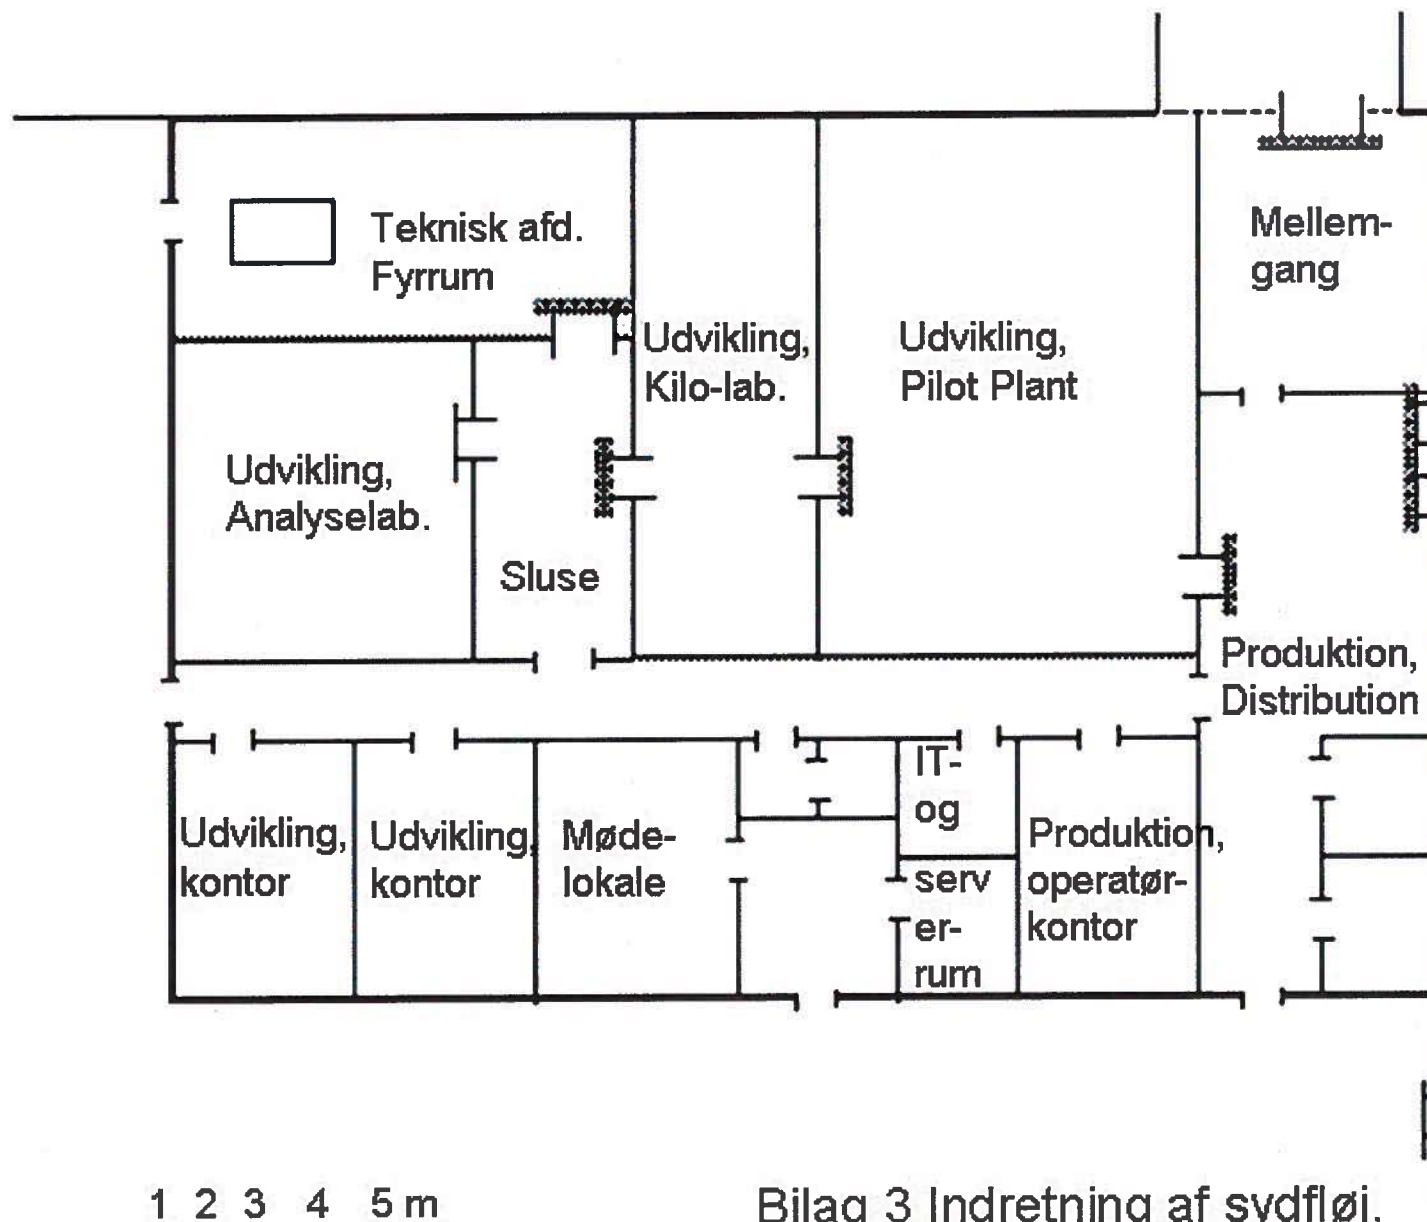 Teknisk afd.
Fyrrum
Mellem-
gang
Udvikling,
Kilo-lab.
Udvikling,
Pilot Plant
Udvikling,
Analyselab.
Sluse
Produktion,
Distribution
Udvikling,
kontor
Udvikling,
kontor
Møde-
lokale
IT-
og
serv
er-
rum
Produktion,
operatør-
kontor
1 2 3 4 5 m
Bilag 3 Indretning af sydfløj.